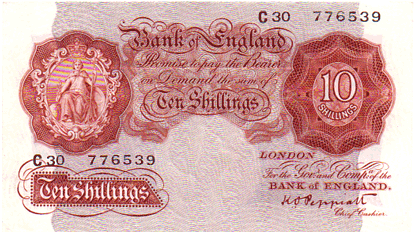 C30 776539
Bank of England
Promise to pay the Bearer
on Demand the sum of
Ten Shillings
10
SHILLINGS
C30 776539
LONDON
For the Gov.r and Comp.a of the
BANK OF ENGLAND.
Ten Shillings
K O Peppiatt
Chief Cashier.